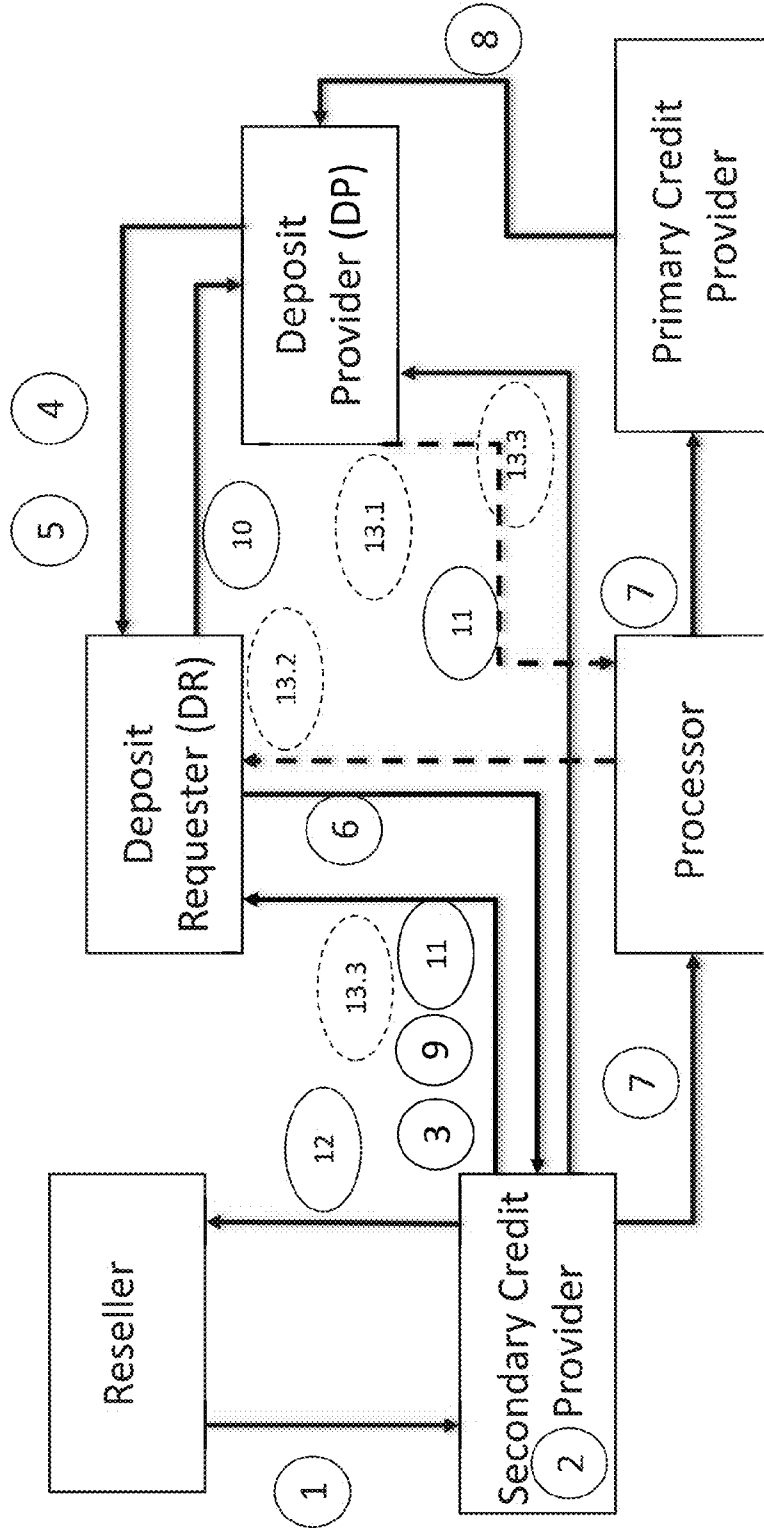 Reseller
Deposit
Requester (DR)
Deposit
Provider (DP)
Secondary Credit
Provider
Processor
Primary Credit
Provider
1
2
12
3
9
11
13.3
6
13.2
10
5
4
13.1
11
13.3
7
7
8